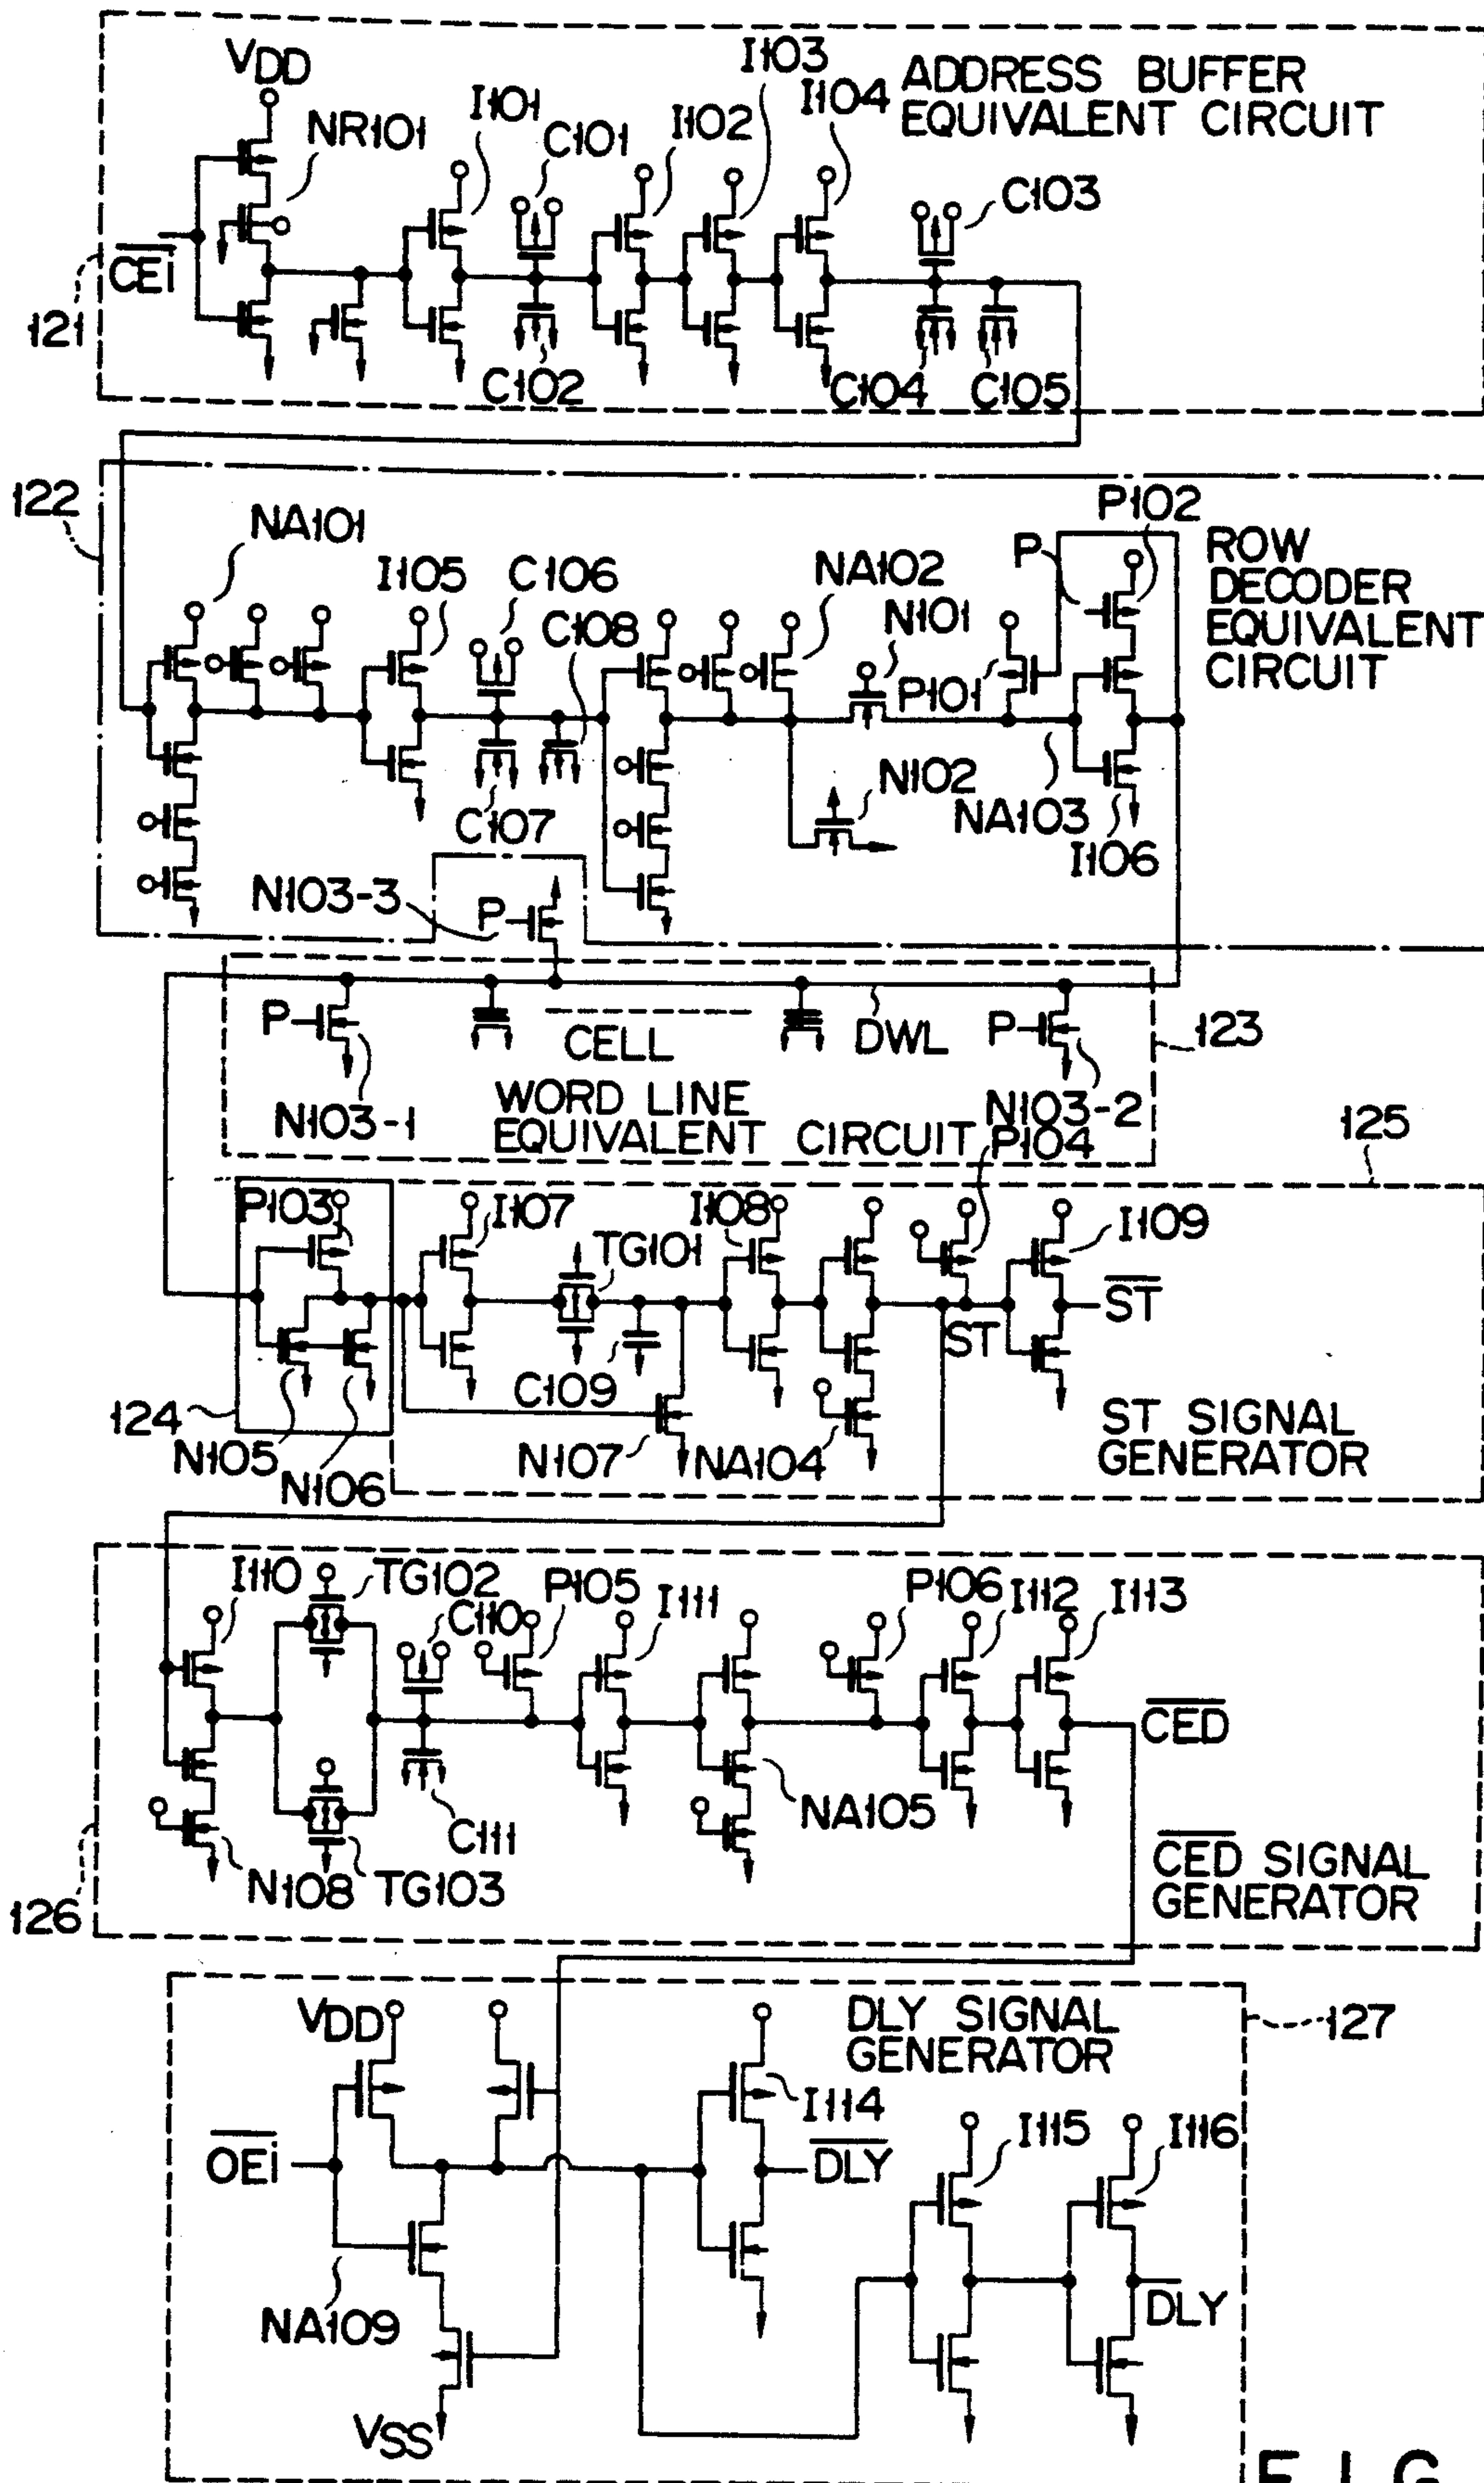 VDD
I103
ADDRESS BUFFER
EQUIVALENT CIRCUIT
NR101
I101
C101
I102
I104
C103
CEi
121
C102
C104
C105
122
NA101
P102
ROW
DECODER
EQUIVALENT
CIRCUIT
P
I105
C106
NA102
N101
C108
P101
N102
C107
NA103
I106
N103-3
P
P
CELL
DWL
P
123
N103-1
WORD LINE
EQUIVALENT CIRCUIT
N103-2
P104
125
P103
I107
TG101
I108
I109
ST
ST
C109
124
N105
N106
N107
NA104
ST SIGNAL
GENERATOR
I110
TG102
C110
P105
I111
P106
I112
I113
CED
NA105
C111
N108
TG103
CED SIGNAL
GENERATOR
126
VDD
DLY SIGNAL
GENERATOR
127
I114
OEi
DLY
I115
I116
NA109
DLY
VSS
FIG